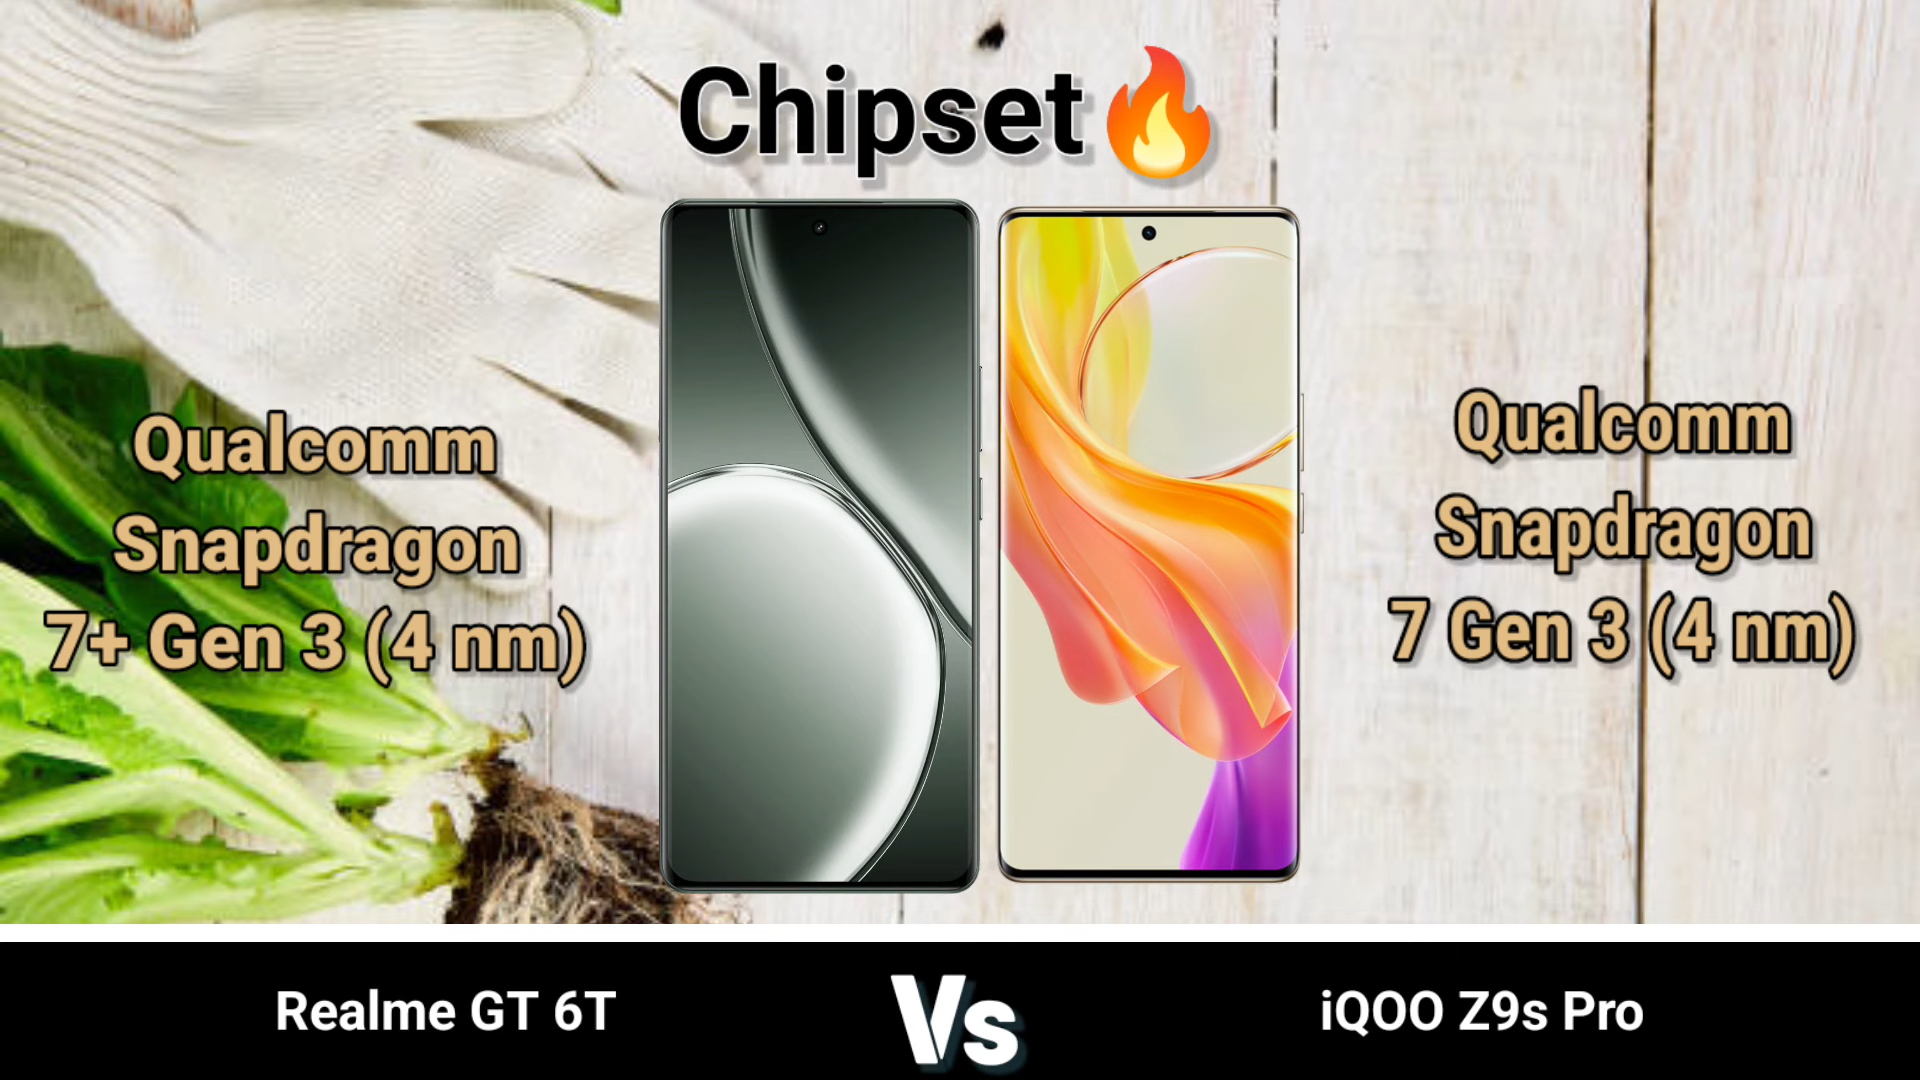 Chipset🔥
Qualcomm
Snapdragon
7+ Gen 3 (4 nm)
Qualcomm
Snapdragon
7 Gen 3 (4 nm)
Realme GT 6T
Vs
iQOO Z9s Pro